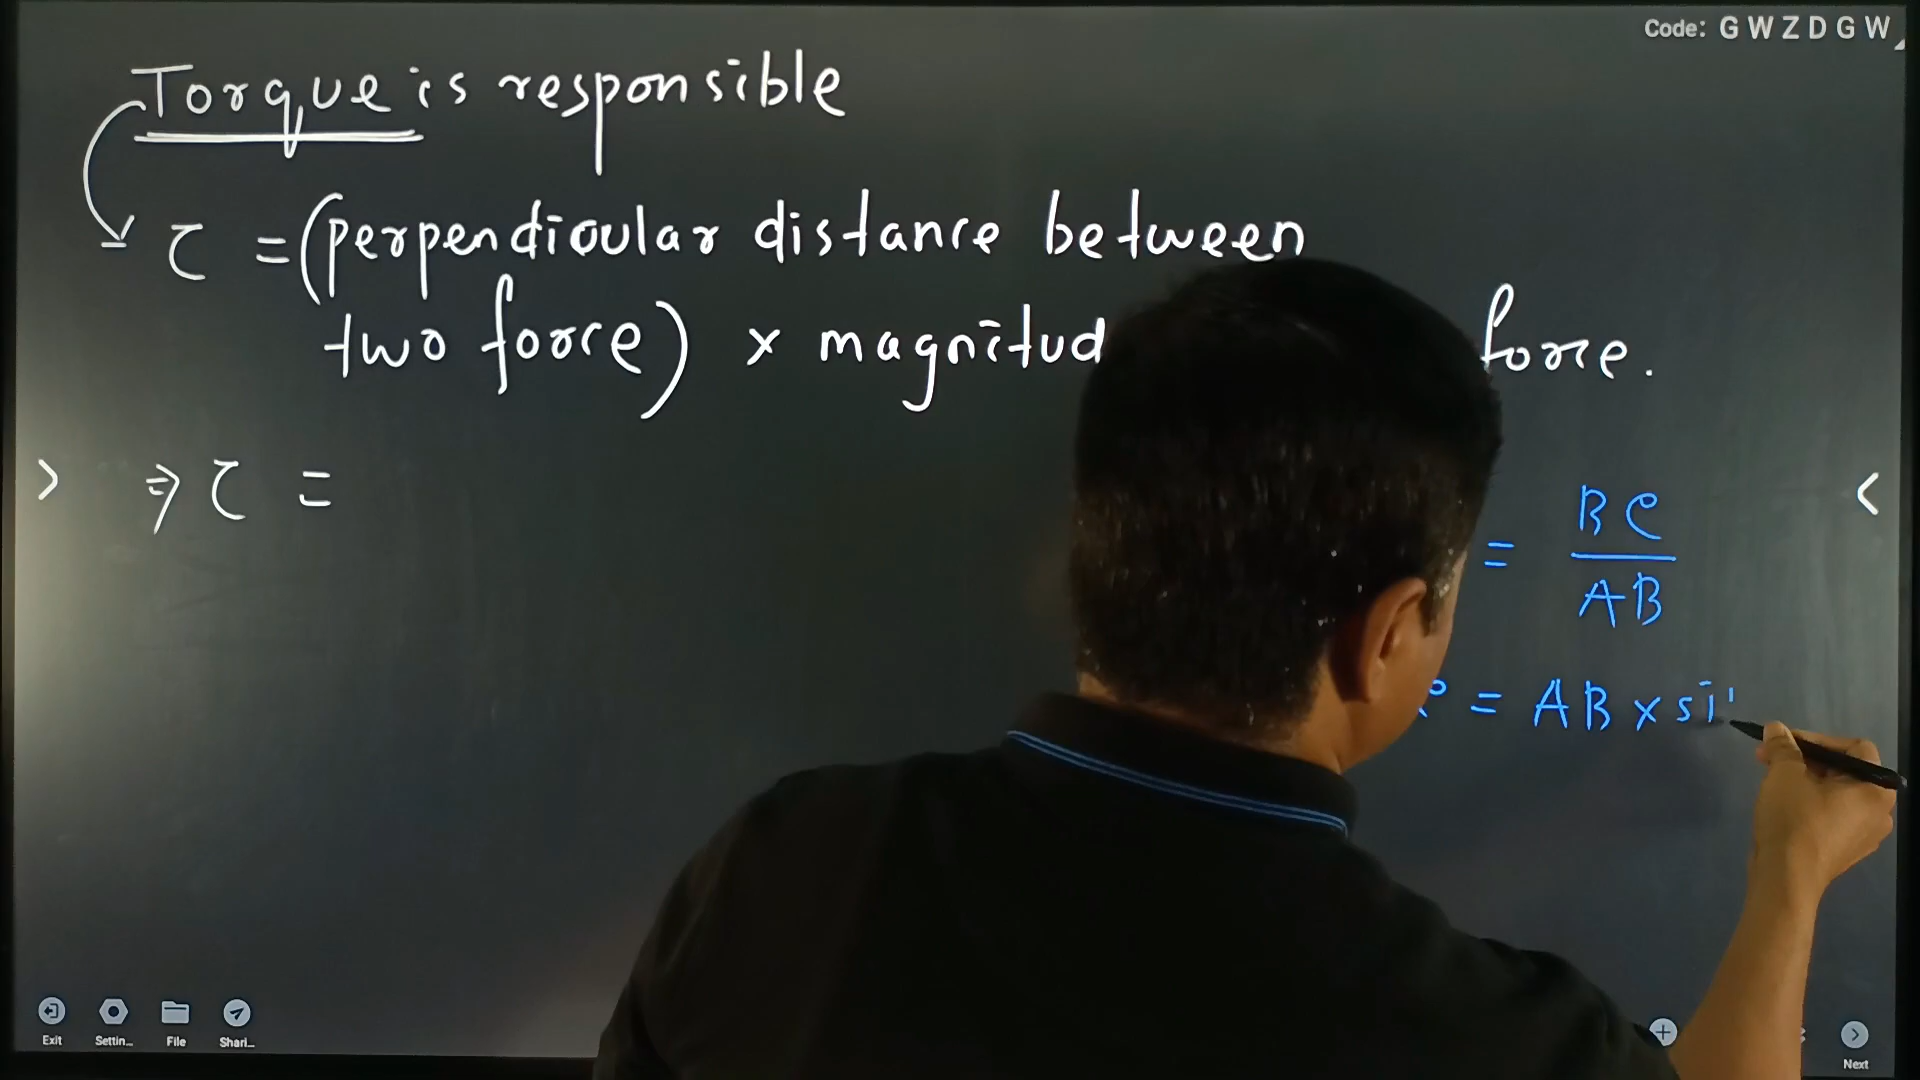 Code: GWZDGW
Torque is responsible
τ = (perpendicular distance between
two force) × magnitud force.
⇒ τ =
= BC
AB
= AB × si
Exit Settin... File Shari... Next